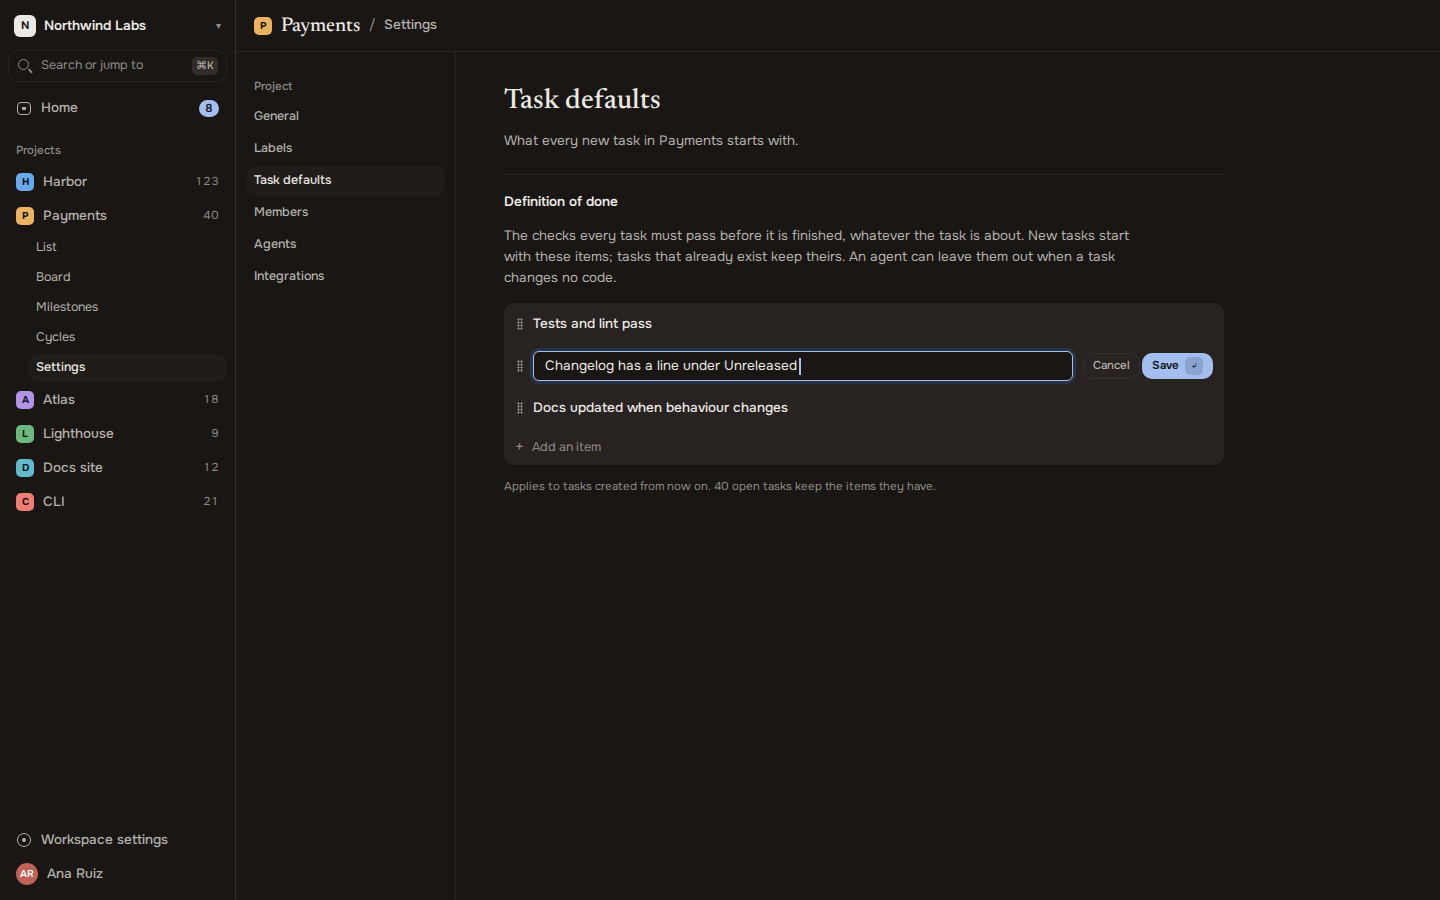 N Northwind Labs
Search or jump to ⌘K
Home 8
Projects
H Harbor 123
P Payments 40
List
Board
Milestones
Cycles
Settings
A Atlas 18
L Lighthouse 9
D Docs site 12
C CLI 21
Workspace settings
AR Ana Ruiz
P Payments / Settings
Project
General
Labels
Task defaults
Members
Agents
Integrations
Task defaults
What every new task in Payments starts with.
Definition of done
The checks every task must pass before it is finished, whatever the task is about. New tasks start
with these items; tasks that already exist keep theirs. An agent can leave them out when a task
changes no code.
Tests and lint pass
Changelog has a line under Unreleased Cancel Save ↵
Docs updated when behaviour changes
+ Add an item
Applies to tasks created from now on. 40 open tasks keep the items they have.